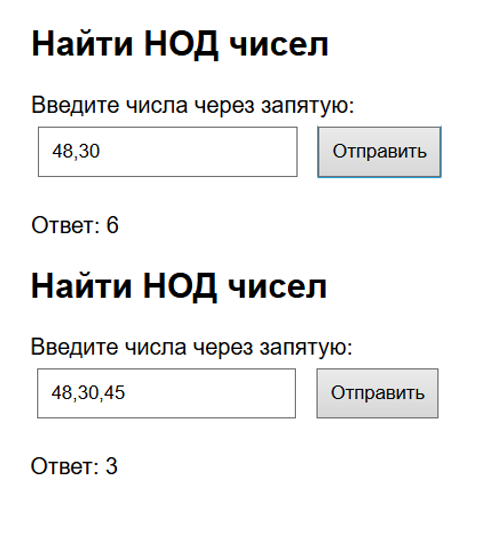 Найти НОД чисел
Введите числа через запятую:
48,30 Отправить
Ответ: 6
Найти НОД чисел
Введите числа через запятую:
48,30,45 Отправить
Ответ: 3